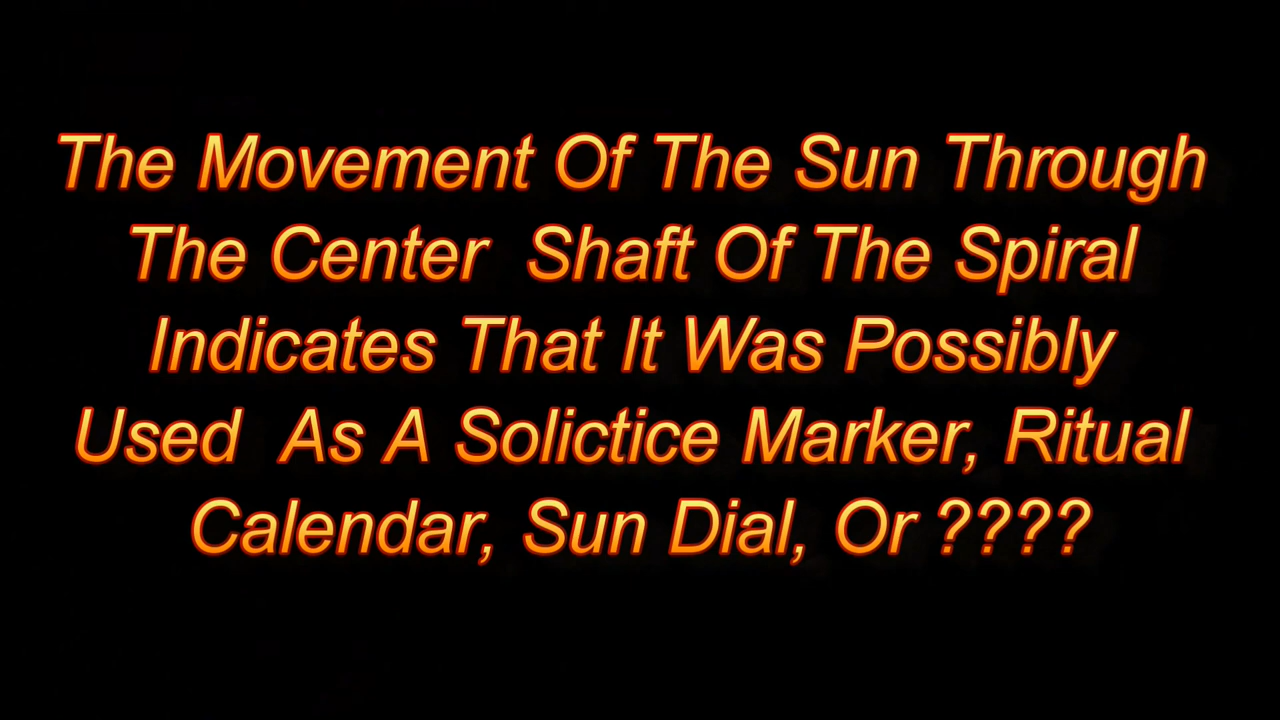 The Movement Of The Sun Through
The Center  Shaft Of The Spiral
Indicates That It Was Possibly
Used  As A Solictice Marker, Ritual
Calendar, Sun Dial, Or ????